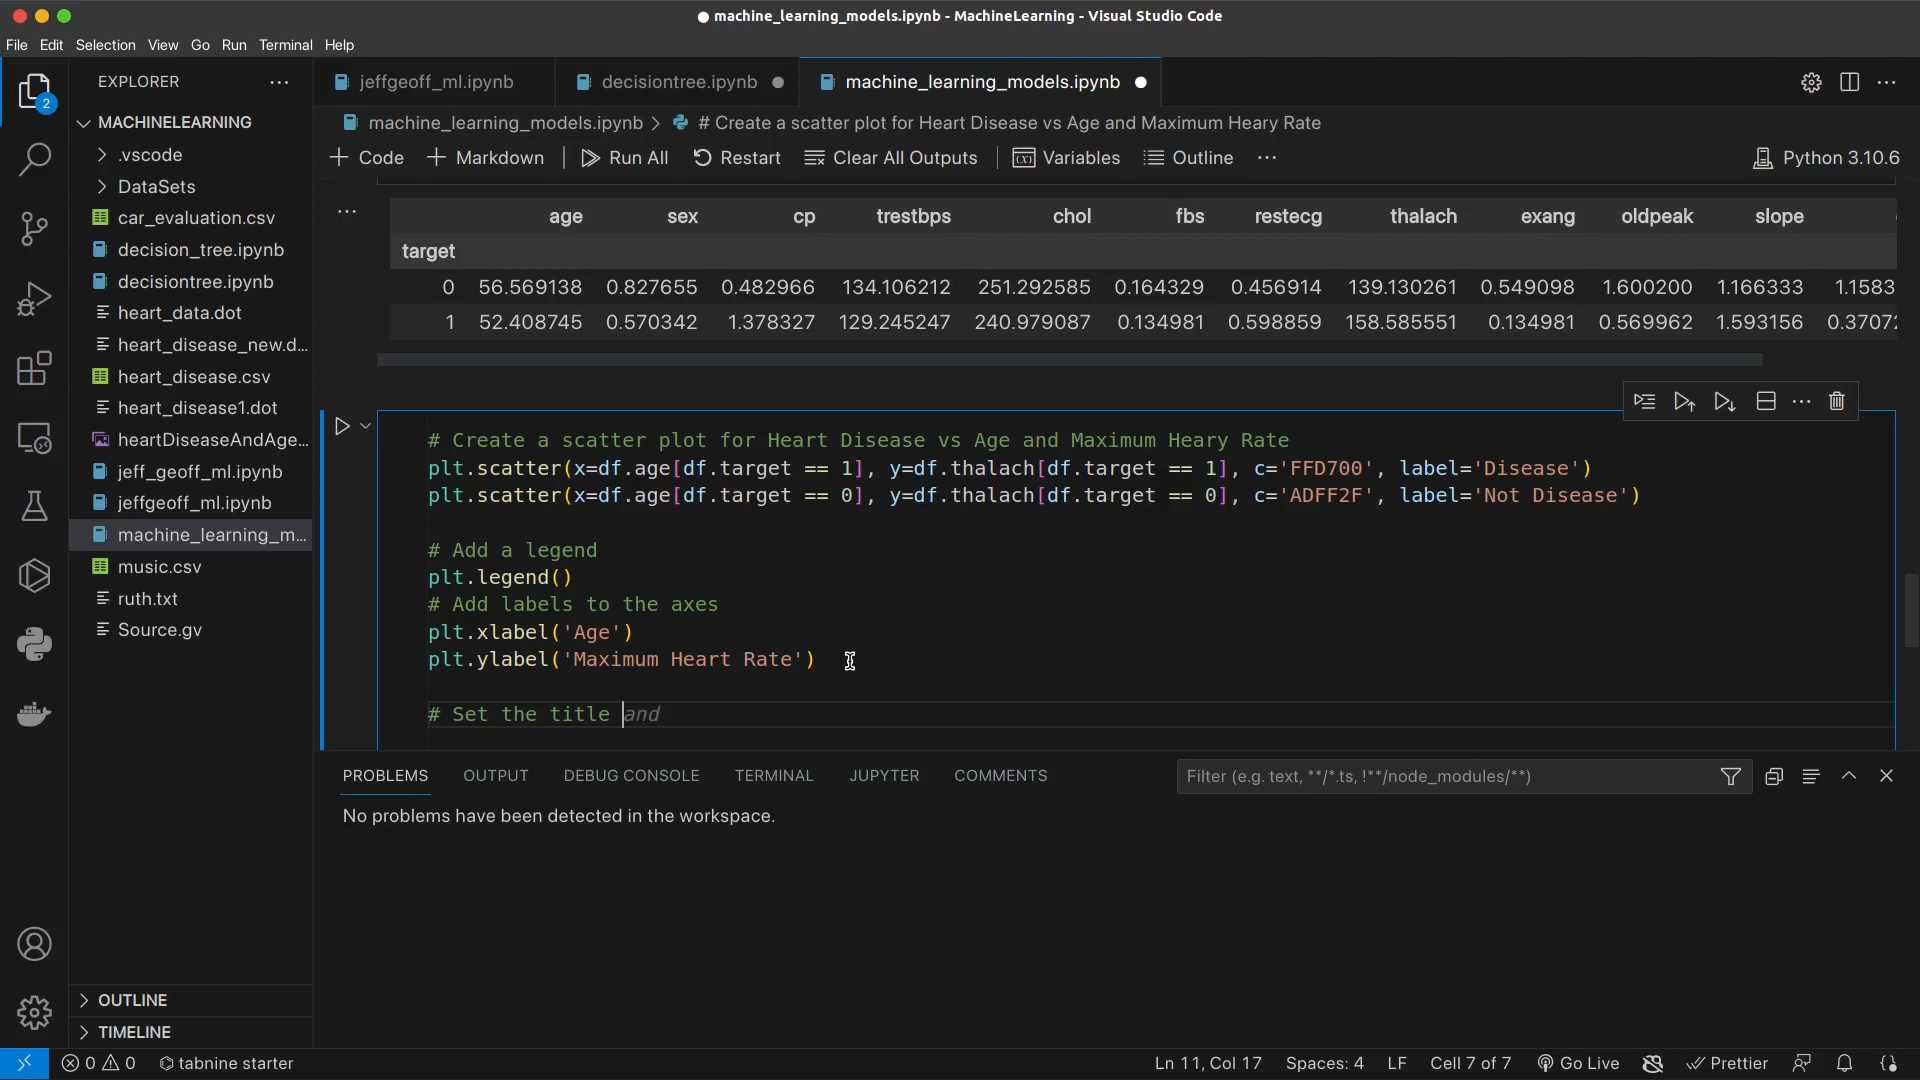 machine_learning_models.ipynb - MachineLearning - Visual Studio Code
File Edit Selection View Go Run Terminal Help
EXPLORER
jeffgeoff_ml.ipynb
decisiontree.ipynb
machine_learning_models.ipynb
2
MACHINELEARNING
.vscode
DataSets
car_evaluation.csv
decision_tree.ipynb
decisiontree.ipynb
heart_data.dot
heart_disease_new.d...
heart_disease.csv
heart_disease1.dot
heartDiseaseAndAge...
jeff_geoff_ml.ipynb
jeffgeoff_ml.ipynb
machine_learning_m...
music.csv
ruth.txt
Source.gv
OUTLINE
TIMELINE
machine_learning_models.ipynb > # Create a scatter plot for Heart Disease vs Age and Maximum Heary Rate
+ Code + Markdown Run All Restart Clear All Outputs Variables Outline ... Python 3.10.6
age sex cp trestbps chol fbs restecg thalach exang oldpeak slope
target
0 56.569138 0.827655 0.482966 134.106212 251.292585 0.164329 0.456914 139.130261 0.549098 1.600200 1.166333 1.1583
1 52.408745 0.570342 1.378327 129.245247 240.979087 0.134981 0.598859 158.585551 0.134981 0.569962 1.593156 0.37072
# Create a scatter plot for Heart Disease vs Age and Maximum Heary Rate
plt.scatter(x=df.age[df.target == 1], y=df.thalach[df.target == 1], c='FFD700', label='Disease')
plt.scatter(x=df.age[df.target == 0], y=df.thalach[df.target == 0], c='ADFF2F', label='Not Disease')
# Add a legend
plt.legend()
# Add labels to the axes
plt.xlabel('Age')
plt.ylabel('Maximum Heart Rate')
# Set the title and
PROBLEMS OUTPUT DEBUG CONSOLE TERMINAL JUPYTER COMMENTS
Filter (e.g. text, **/*.ts, !**/node_modules/**)
No problems have been detected in the workspace.
0 0 tabnine starter
Ln 11, Col 17 Spaces: 4 LF Cell 7 of 7 Go Live Prettier